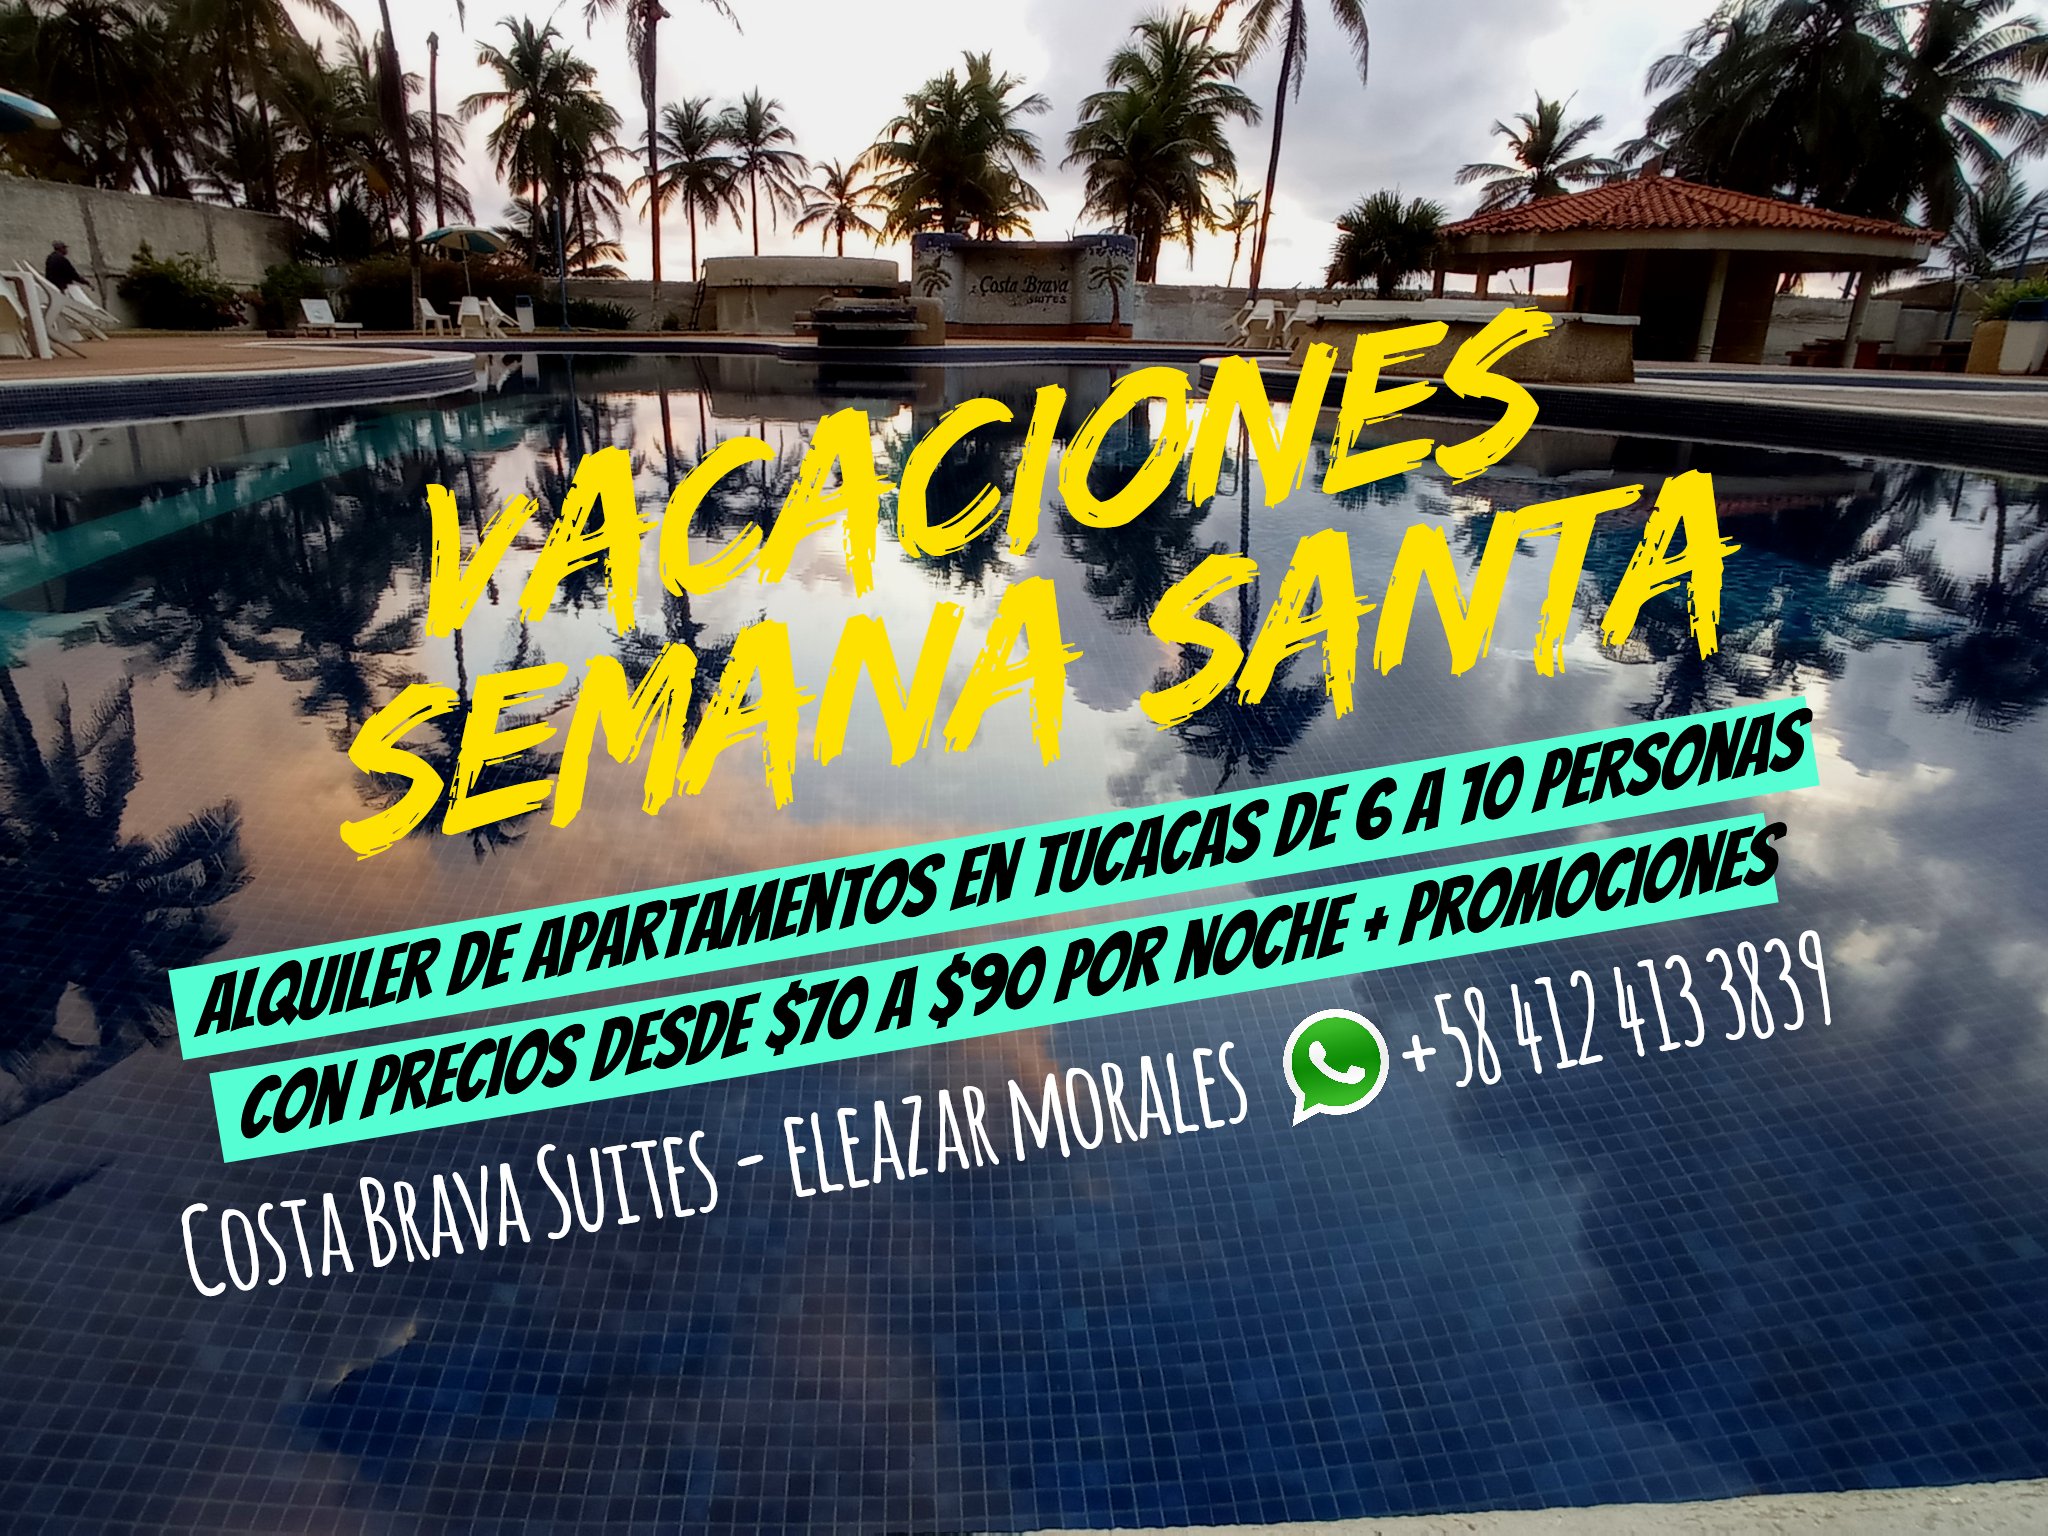 Costa Brava
SUITES
VACACIONES
SEMANA SANTA
ALQUILER DE APARTAMENTOS EN TUCACAS DE 6 A 10 PERSONAS
CON PRECIOS DESDE $70 A $90 POR NOCHE + PROMOCIONES
COSTA BRAVA SUITES - ELEAZAR MORALES +58 412 413 3839